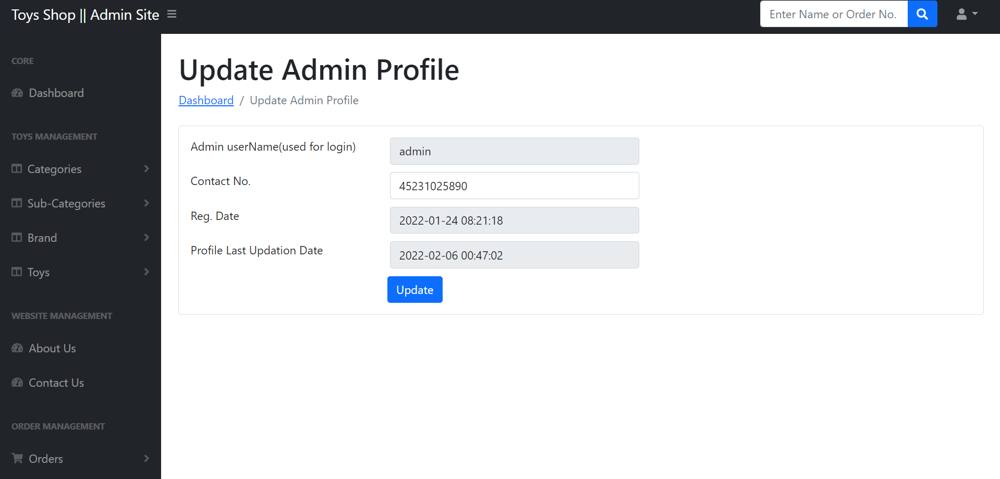 Toys Shop || Admin Site
Enter Name or Order No.
CORE
Dashboard
TOYS MANAGEMENT
Categories
Sub-Categories
Brand
Toys
WEBSITE MANAGEMENT
About Us
Contact Us
ORDER MANAGEMENT
Orders
Update Admin Profile
Dashboard / Update Admin Profile
Admin userName(used for login) admin
Contact No. 45231025890
Reg. Date 2022-01-24 08:21:18
Profile Last Updation Date 2022-02-06 00:47:02
Update